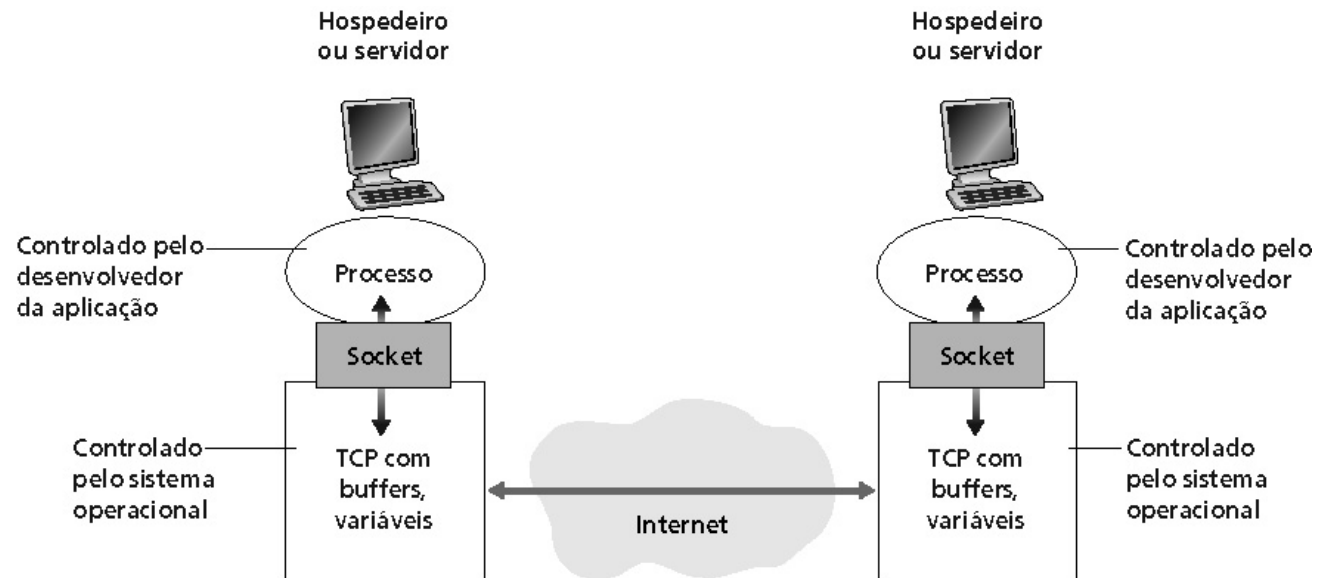 Hospedeiro
ou servidor
Hospedeiro
ou servidor
Controlado pelo
desenvolvedor
da aplicação
Processo
Processo
Controlado pelo
desenvolvedor
da aplicação
Socket
Socket
Controlado
pelo sistema
operacional
TCP com
buffers,
variáveis
Internet
TCP com
buffers,
variáveis
Controlado
pelo sistema
operacional